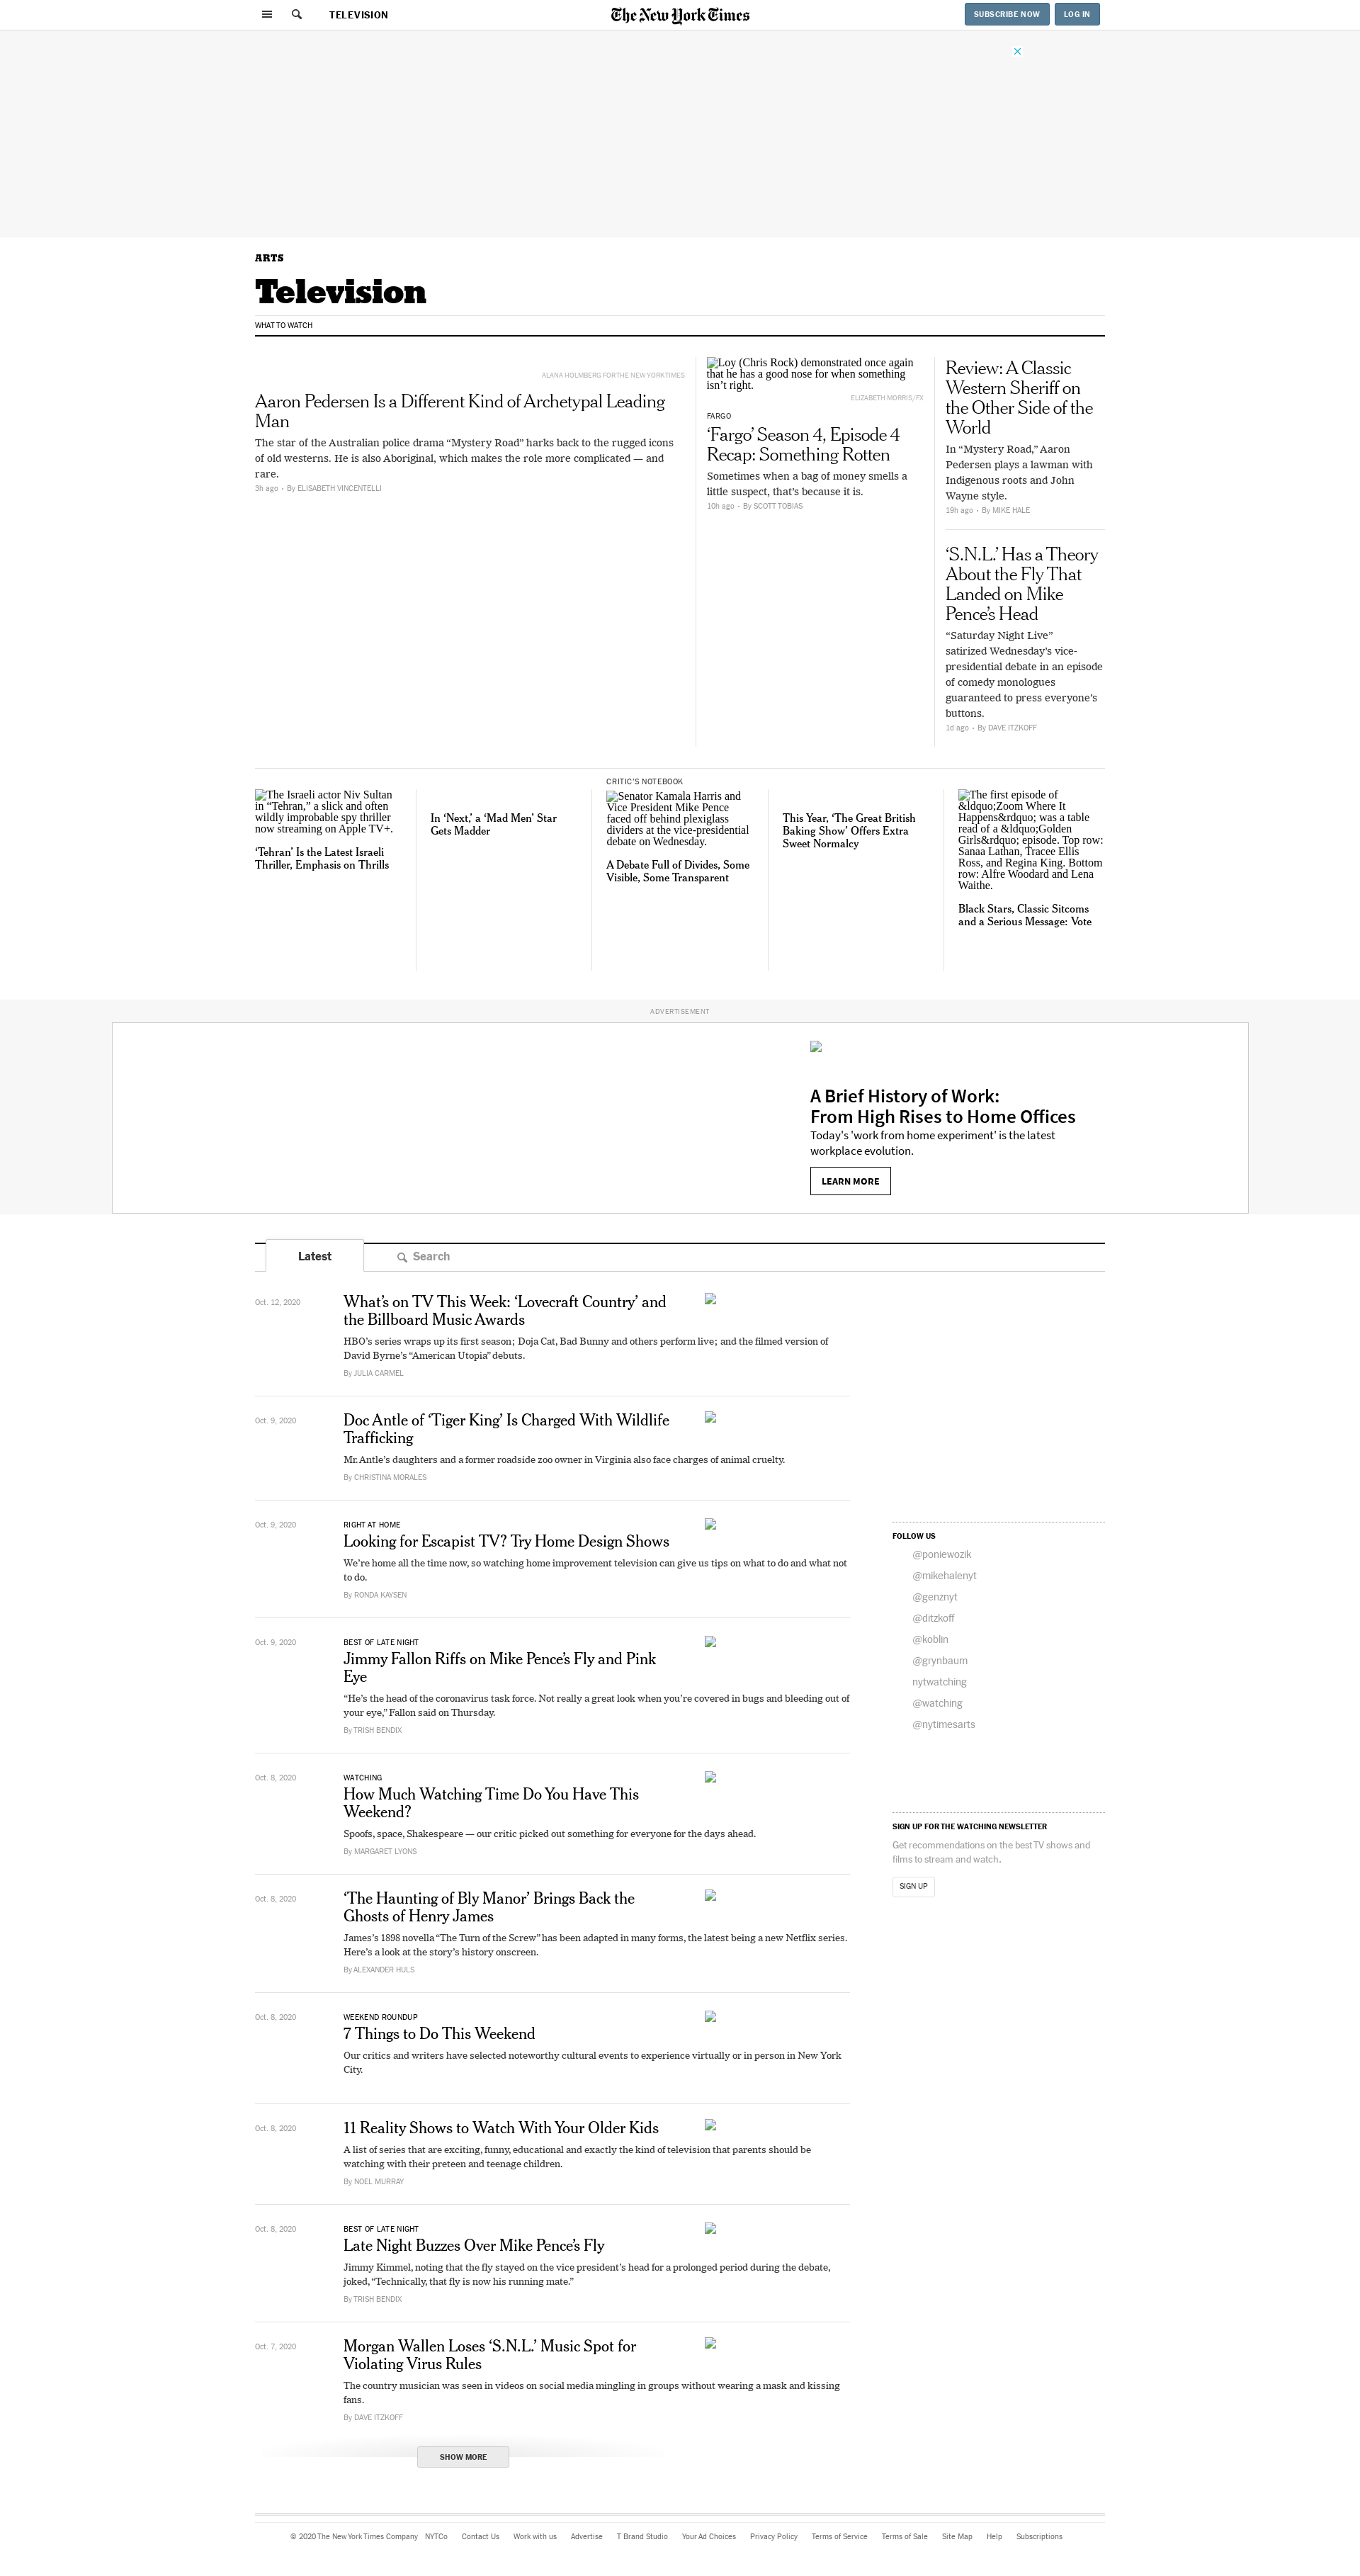 TELEVISION
The New York Times
SUBSCRIBE NOW
LOG IN
ARTS
Television
WHAT TO WATCH
ALANA HOLMBERG FOR THE NEW YORK TIMES
Aaron Pedersen Is a Different Kind of Archetypal Leading
Man
The star of the Australian police drama “Mystery Road” harks back to the rugged icons
of old westerns. He is also Aboriginal, which makes the role more complicated — and
rare.
3h ago • By ELISABETH VINCENTELLI
Loy (Chris Rock) demonstrated once again
that he has a good nose for when something
isn’t right.
ELIZABETH MORRIS/FX
FARGO
‘Fargo’ Season 4, Episode 4
Recap: Something Rotten
Sometimes when a bag of money smells a
little suspect, that’s because it is.
10h ago • By SCOTT TOBIAS
Review: A Classic
Western Sheriff on
the Other Side of the
World
In “Mystery Road,” Aaron
Pedersen plays a lawman with
Indigenous roots and John
Wayne style.
19h ago • By MIKE HALE
‘S.N.L.’ Has a Theory
About the Fly That
Landed on Mike
Pence’s Head
“Saturday Night Live”
satirized Wednesday’s vice-
presidential debate in an episode
of comedy monologues
guaranteed to press everyone’s
buttons.
1d ago • By DAVE ITZKOFF
The Israeli actor Niv Sultan
in “Tehran,” a slick and often
wildly improbable spy thriller
now streaming on Apple TV+.
‘Tehran’ Is the Latest Israeli
Thriller, Emphasis on Thrills
In ‘Next,’ a ‘Mad Men’ Star
Gets Madder
CRITIC’S NOTEBOOK
Senator Kamala Harris and
Vice President Mike Pence
faced off behind plexiglass
dividers at the vice-presidential
debate on Wednesday.
A Debate Full of Divides, Some
Visible, Some Transparent
This Year, ‘The Great British
Baking Show’ Offers Extra
Sweet Normalcy
The first episode of
&ldquo;Zoom Where It
Happens&rdquo; was a table
read of a &ldquo;Golden
Girls&rdquo; episode. Top row:
Sanaa Lathan, Tracee Ellis
Ross, and Regina King. Bottom
row: Alfre Woodard and Lena
Waithe.
Black Stars, Classic Sitcoms
and a Serious Message: Vote
ADVERTISEMENT
A Brief History of Work:
From High Rises to Home Offices
Today's 'work from home experiment' is the latest
workplace evolution.
LEARN MORE
Latest
Search
Oct. 12, 2020
What’s on TV This Week: ‘Lovecraft Country’ and
the Billboard Music Awards
HBO’s series wraps up its first season; Doja Cat, Bad Bunny and others perform live; and the filmed version of
David Byrne’s “American Utopia” debuts.
By JULIA CARMEL
Oct. 9, 2020
Doc Antle of ‘Tiger King’ Is Charged With Wildlife
Trafficking
Mr. Antle’s daughters and a former roadside zoo owner in Virginia also face charges of animal cruelty.
By CHRISTINA MORALES
Oct. 9, 2020
RIGHT AT HOME
Looking for Escapist TV? Try Home Design Shows
We’re home all the time now, so watching home improvement television can give us tips on what to do and what not
to do.
By RONDA KAYSEN
Oct. 9, 2020
BEST OF LATE NIGHT
Jimmy Fallon Riffs on Mike Pence’s Fly and Pink
Eye
“He’s the head of the coronavirus task force. Not really a great look when you’re covered in bugs and bleeding out of
your eye,” Fallon said on Thursday.
By TRISH BENDIX
Oct. 8, 2020
WATCHING
How Much Watching Time Do You Have This
Weekend?
Spoofs, space, Shakespeare — our critic picked out something for everyone for the days ahead.
By MARGARET LYONS
Oct. 8, 2020
‘The Haunting of Bly Manor’ Brings Back the
Ghosts of Henry James
James’s 1898 novella “The Turn of the Screw” has been adapted in many forms, the latest being a new Netflix series.
Here’s a look at the story’s history onscreen.
By ALEXANDER HULS
Oct. 8, 2020
WEEKEND ROUNDUP
7 Things to Do This Weekend
Our critics and writers have selected noteworthy cultural events to experience virtually or in person in New York
City.
Oct. 8, 2020
11 Reality Shows to Watch With Your Older Kids
A list of series that are exciting, funny, educational and exactly the kind of television that parents should be
watching with their preteen and teenage children.
By NOEL MURRAY
Oct. 8, 2020
BEST OF LATE NIGHT
Late Night Buzzes Over Mike Pence’s Fly
Jimmy Kimmel, noting that the fly stayed on the vice president’s head for a prolonged period during the debate,
joked, “Technically, that fly is now his running mate.”
By TRISH BENDIX
Oct. 7, 2020
Morgan Wallen Loses ‘S.N.L.’ Music Spot for
Violating Virus Rules
The country musician was seen in videos on social media mingling in groups without wearing a mask and kissing
fans.
By DAVE ITZKOFF
SHOW MORE
FOLLOW US
@poniewozik
@mikehalenyt
@genznyt
@ditzkoff
@koblin
@grynbaum
nytwatching
@watching
@nytimesarts
SIGN UP FOR THE WATCHING NEWSLETTER
Get recommendations on the best TV shows and
films to stream and watch.
SIGN UP
© 2020 The New York Times Company NYTCo Contact Us Work with us Advertise T Brand Studio Your Ad Choices Privacy Policy Terms of Service Terms of Sale Site Map Help Subscriptions